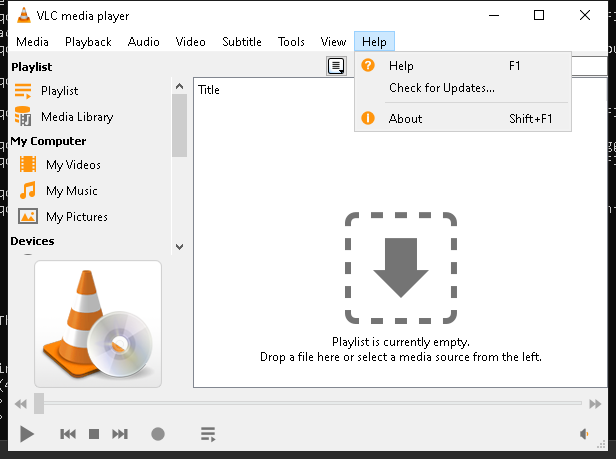 VLC media player
Media Playback Audio Video Subtitle Tools View Help
Help F1
Check for Updates...
About Shift+F1
Playlist
Playlist
Media Library
My Computer
My Videos
My Music
My Pictures
Devices
Title
Playlist is currently empty.
Drop a file here or select a media source from the left.